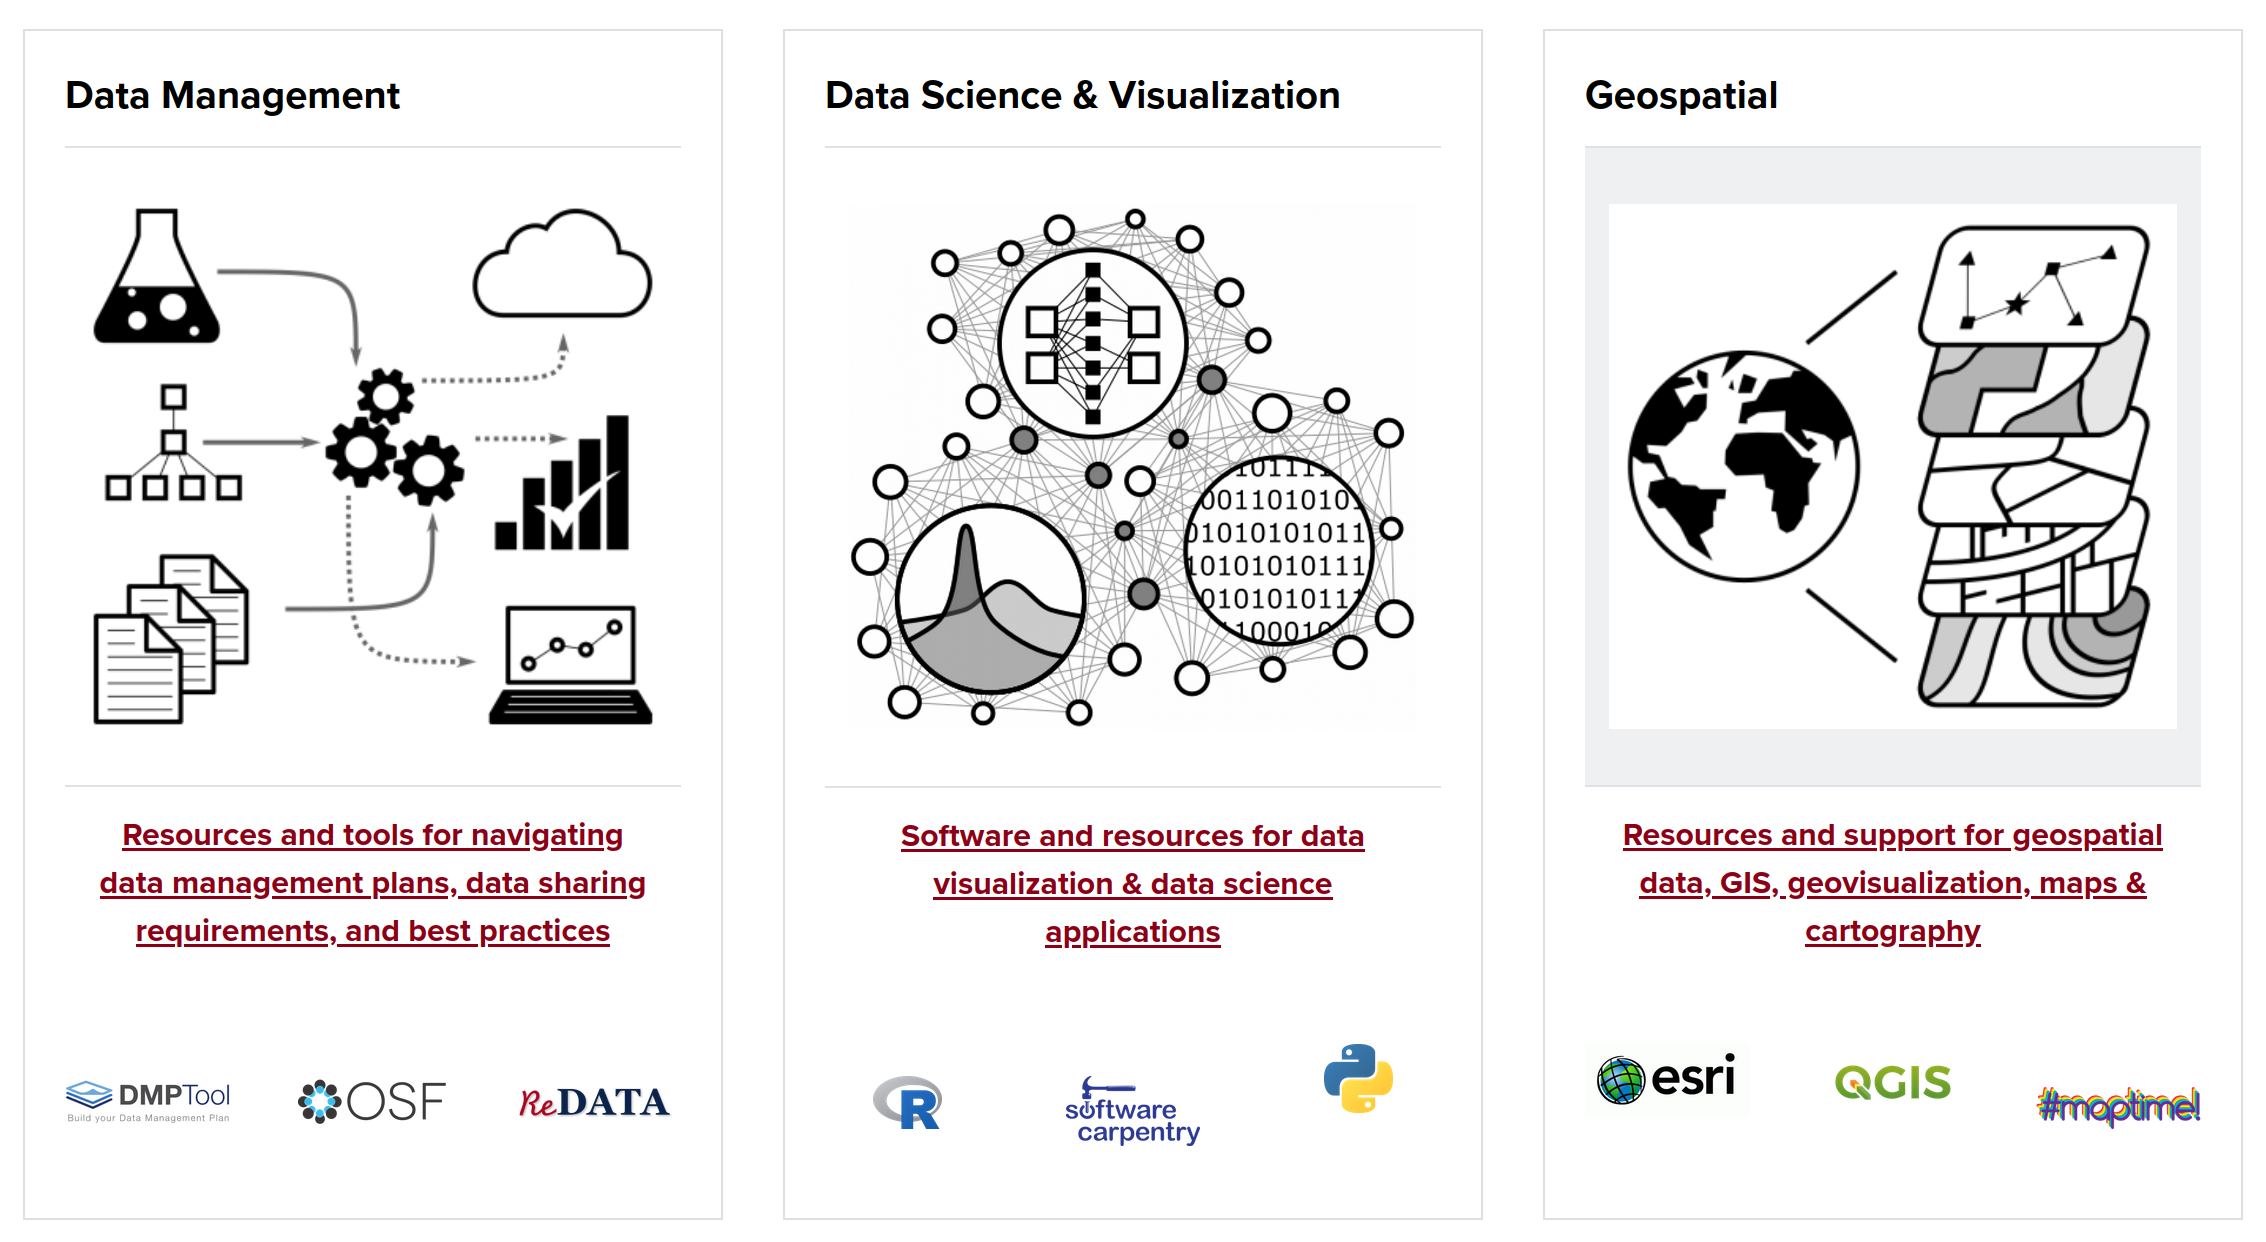 Data Management
Resources and tools for navigating
data management plans, data sharing
requirements, and best practices
DMPTool
Build your Data Management Plan
OSF
ReDATA
Data Science & Visualization
10111
001101010
01010101011
10101010111
0101010111
110001
Software and resources for data
visualization & data science
applications
R
software
carpentry
Geospatial
Resources and support for geospatial
data, GIS, geovisualization, maps &
cartography
esri
QGIS
#maptime!